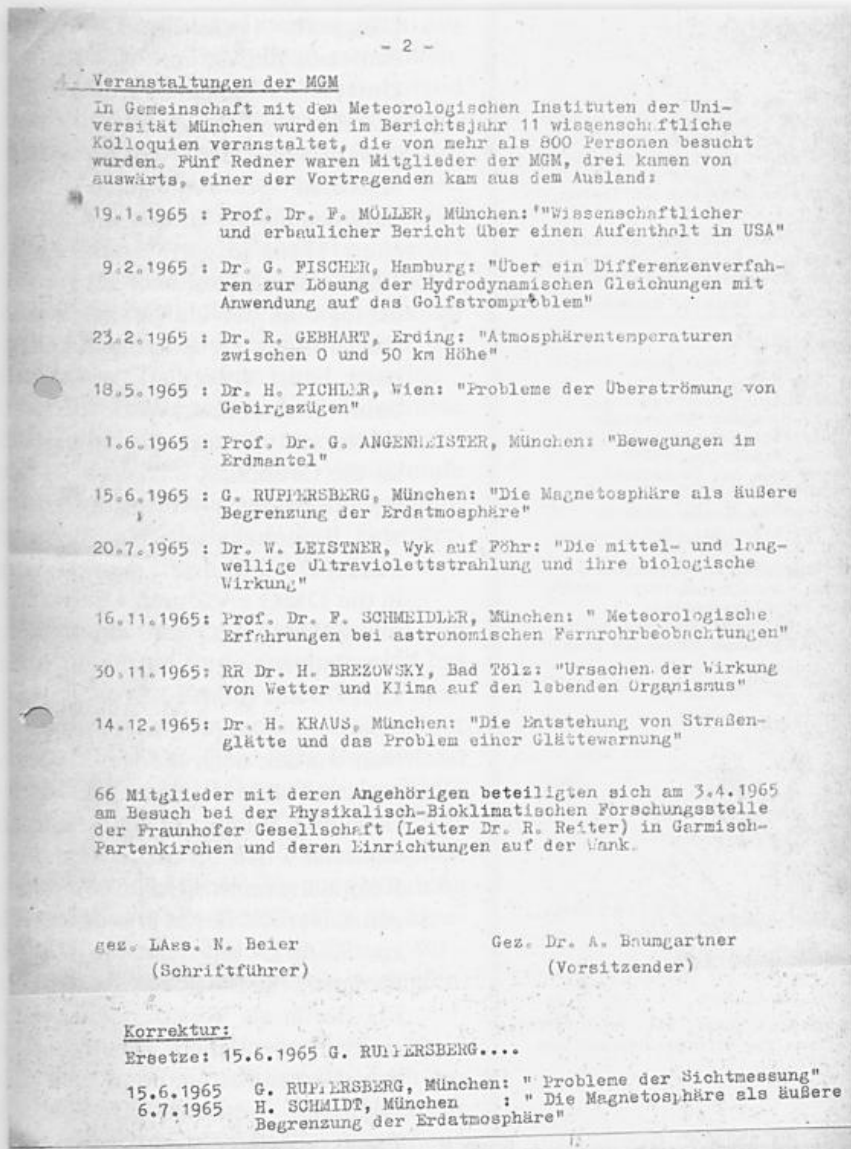 - 2 -
4. Veranstaltungen der MGM
In Gemeinschaft mit den Meteorologischen Instituten der Uni-
versität München wurden im Berichtsjahr 11 wissenschaftliche
Kolloquien veranstaltet, die von mehr als 800 Personen besucht
wurden. Fünf Redner waren Mitglieder der MGM, drei kamen von
auswärts, einer der Vortragenden kam aus dem Ausland:
19.1.1965 : Prof. Dr. F. MÖLLER, München: "Wissenschaftlicher
und erbaulicher Bericht über einen Aufenthalt in USA"
9.2.1965 : Dr. G. FISCHER, Hamburg: "Über ein Differenzenverfah-
ren zur Lösung der Hydrodynamischen Gleichungen mit
Anwendung auf das Golfstromproblem"
23.2.1965 : Dr. R. GEBHART, Erding: "Atmosphärentemperaturen
zwischen 0 und 50 km Höhe"
18.5.1965 : Dr. H. PICHLER, Wien: "Probleme der Überströmung von
Gebirgszügen"
1.6.1965 : Prof. Dr. G. ANGENHEISTER, München: "Bewegungen im
Erdmantel"
15.6.1965 : G. RUPPERSBERG, München: "Die Magnetosphäre als äußere
Begrenzung der Erdatmosphäre"
20.7.1965 : Dr. W. LEISTNER, Wyk auf Föhr: "Die mittel- und lang-
wellige Ultraviolettstrahlung und ihre biologische
Wirkung"
16.11.1965: Prof. Dr. F. SCHMEIDLER, München: " Meteorologische
Erfahrungen bei astronomischen Fernrohrbeobachtungen"
30.11.1965: RR Dr. H. BREZOWSKY, Bad Tölz: "Ursachen der Wirkung
von Wetter und Klima auf den lebenden Organismus"
14.12.1965: Dr. H. KRAUS, München: "Die Entstehung von Straßen-
glätte und das Problem einer Glättewarnung"
66 Mitglieder mit deren Angehörigen beteiligten sich am 3.4.1965
am Besuch bei der Physikalisch-Bioklimatischen Forschungsstelle
der Fraunhofer Gesellschaft (Leiter Dr. R. Reiter) in Garmisch-
Partenkirchen und deren Einrichtungen auf der Wank.
gez. LAss. N. Beier Gez. Dr. A. Baumgartner
(Schriftführer) (Vorsitzender)
Korrektur:
Ersetze: 15.6.1965 G. RUPPERSBERG....
15.6.1965 G. RUPPERSBERG, München: " Probleme der Sichtmessung"
6.7.1965 H. SCHMIDT, München : " Die Magnetosphäre als äußere
Begrenzung der Erdatmosphäre"